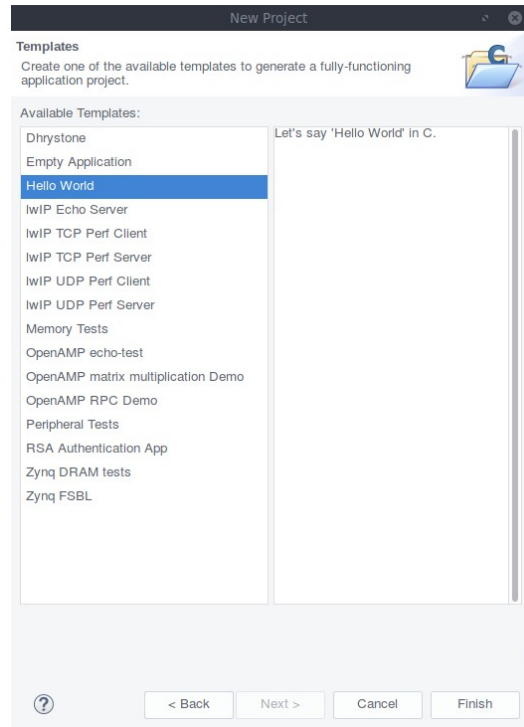 New Project
Templates
Create one of the available templates to generate a fully-functioning
application project.
C
Available Templates:
Dhrystone
Empty Application
Hello World
lwIP Echo Server
lwIP TCP Perf Client
lwIP TCP Perf Server
lwIP UDP Perf Client
lwIP UDP Perf Server
Memory Tests
OpenAMP echo-test
OpenAMP matrix multiplication Demo
OpenAMP RPC Demo
Peripheral Tests
RSA Authentication App
Zynq DRAM tests
Zynq FSBL
Let's say 'Hello World' in C.
?
< Back
Next >
Cancel
Finish